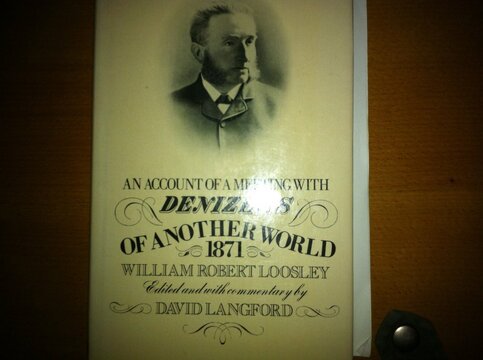 AN ACCOUNT OF A MEETING WITH
DENIZENS
OF ANOTHER WORLD
1871
WILLIAM ROBERT LOOSLEY
Edited and with commentary by
DAVID LANGFORD